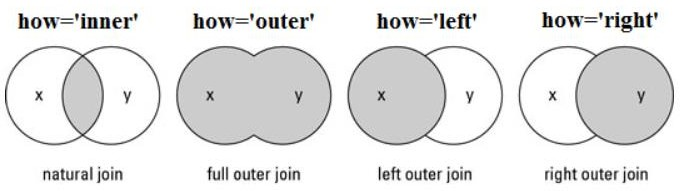 how='inner' how='outer' how='left' how='right'
x y x y x y x y
natural join full outer join left outer join right outer join